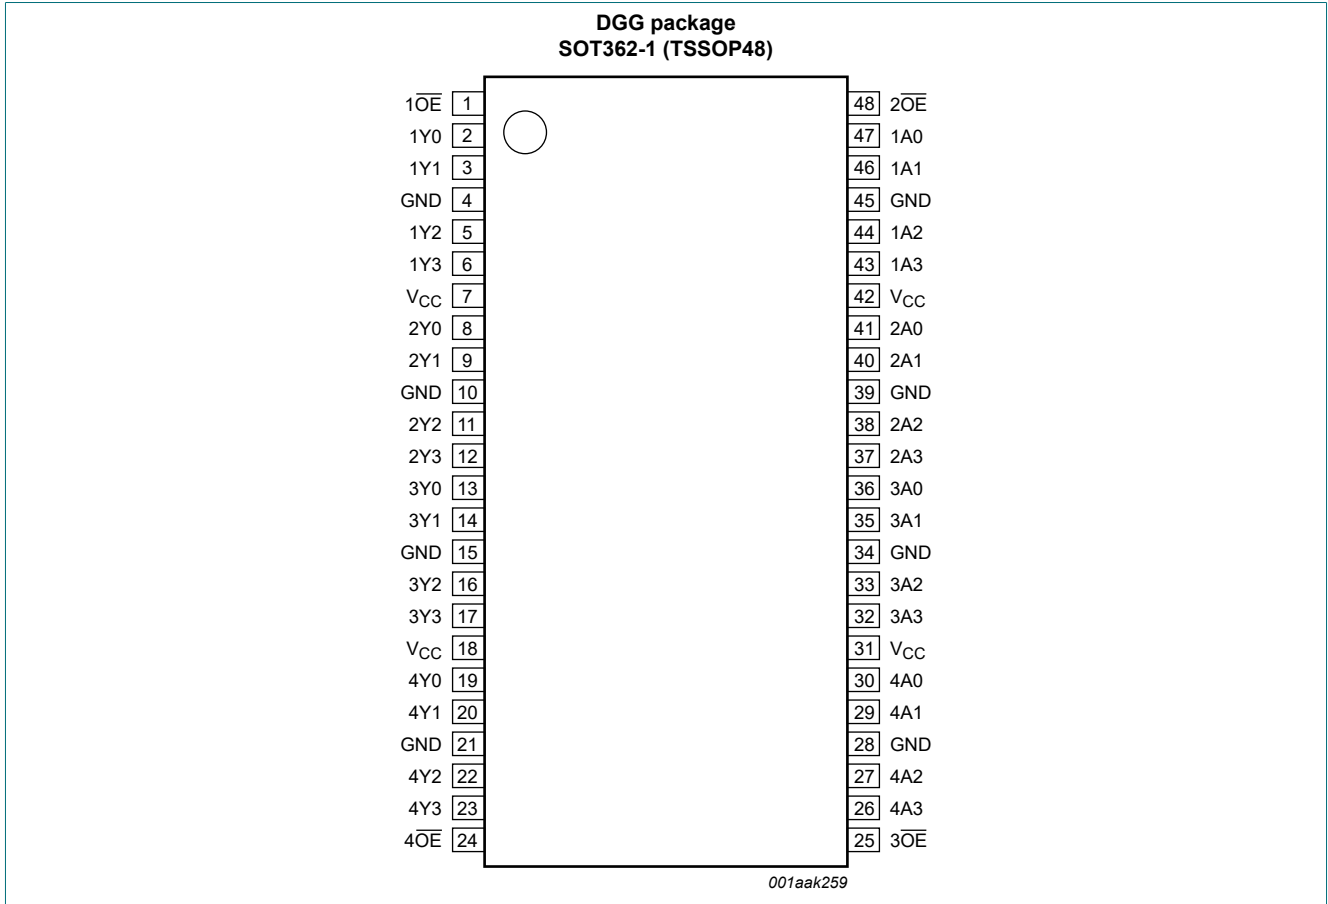 DGG package
SOT362-1 (TSSOP48)
1O̅E̅ 1 48 2O̅E̅
1Y0 2 47 1A0
1Y1 3 46 1A1
GND 4 45 GND
1Y2 5 44 1A2
1Y3 6 43 1A3
VCC 7 42 VCC
2Y0 8 41 2A0
2Y1 9 40 2A1
GND 10 39 GND
2Y2 11 38 2A2
2Y3 12 37 2A3
3Y0 13 36 3A0
3Y1 14 35 3A1
GND 15 34 GND
3Y2 16 33 3A2
3Y3 17 32 3A3
VCC 18 31 VCC
4Y0 19 30 4A0
4Y1 20 29 4A1
GND 21 28 GND
4Y2 22 27 4A2
4Y3 23 26 4A3
4O̅E̅ 24 25 3O̅E̅
001aak259